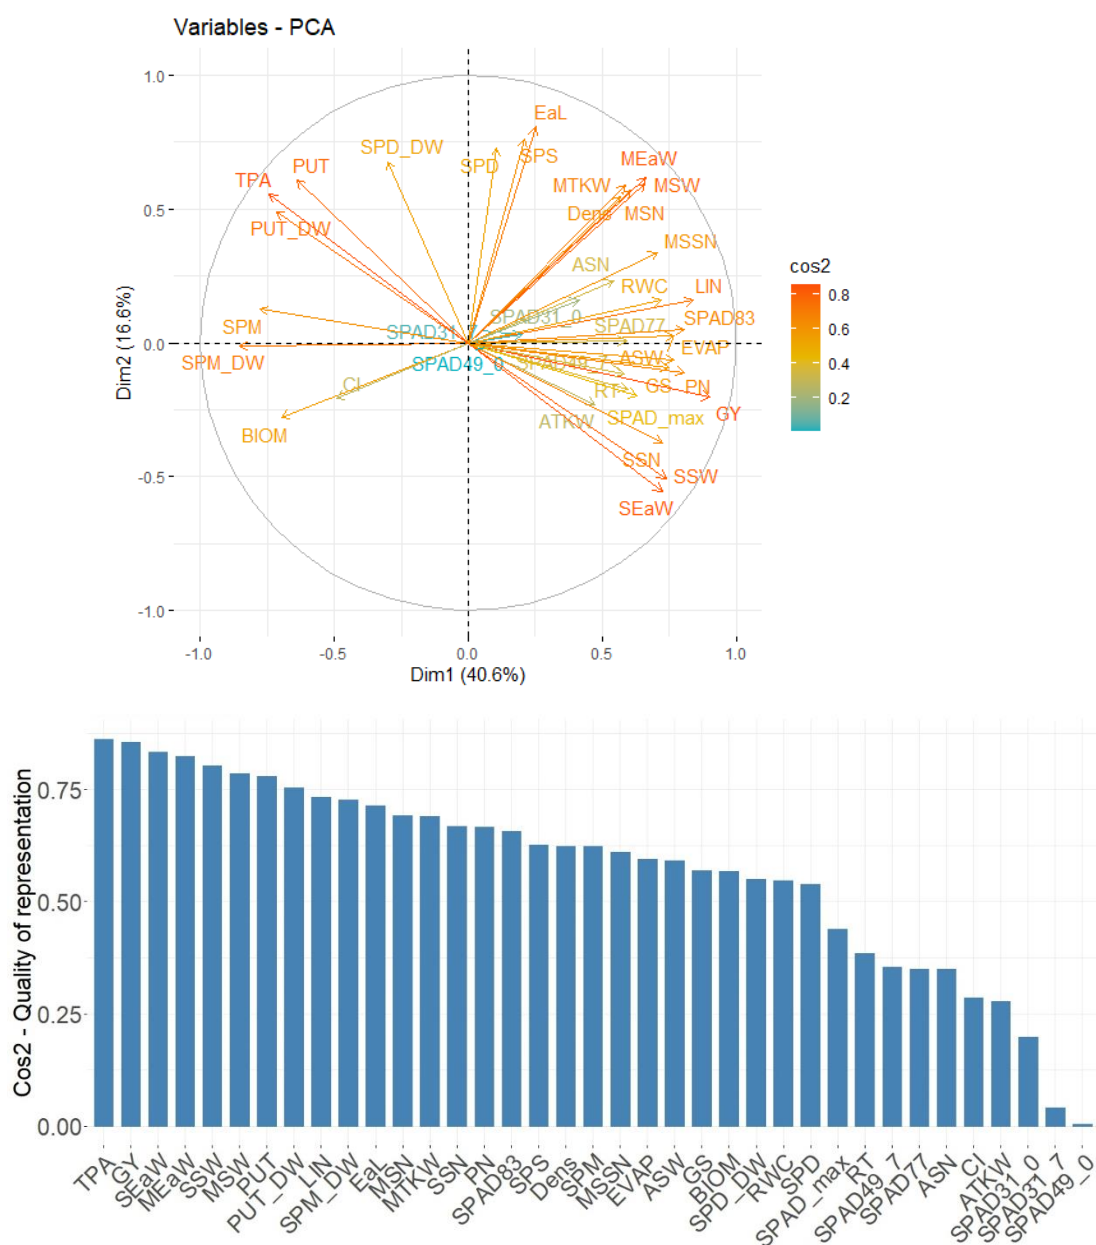 Variables - PCA
1.0
0.5
0.0
-0.5
-1.0
Dim2 (16.6%)
EaL
SPD_DW
SPD
SPS
PUT
TPA
PUT_DW
MEaW
MTKW
MSW
Dens
MSN
MSSN
ASN
RWC
LIN
SPAD31_0
SPAD77
SPAD83
SPM
SPAD31_7
SPM_DW
SPAD49_0
SPAD49_7
ASW
EVAP
CI
RT
GS
PN
BIOM
ATKW
SPAD_max
GY
SSN
SSW
SEaW
-1.0 -0.5 0.0 0.5 1.0
Dim1 (40.6%)
cos2
0.8
0.6
0.4
0.2
Cos2 - Quality of representation
0.75
0.50
0.25
0.00
TPA GY SEaW MEaW SSW MSW PUT PUT_DW LIN SPM_DW EaL MSN MTKW SSN PN SPAD83 SPS Dens SPM MSSN EVAP ASW GS BIOM SPD_DW RWC SPD SPAD_max RT SPAD49_7 SPAD77 ASN CI ATKW SPAD31_0 SPAD31_7 SPAD49_0